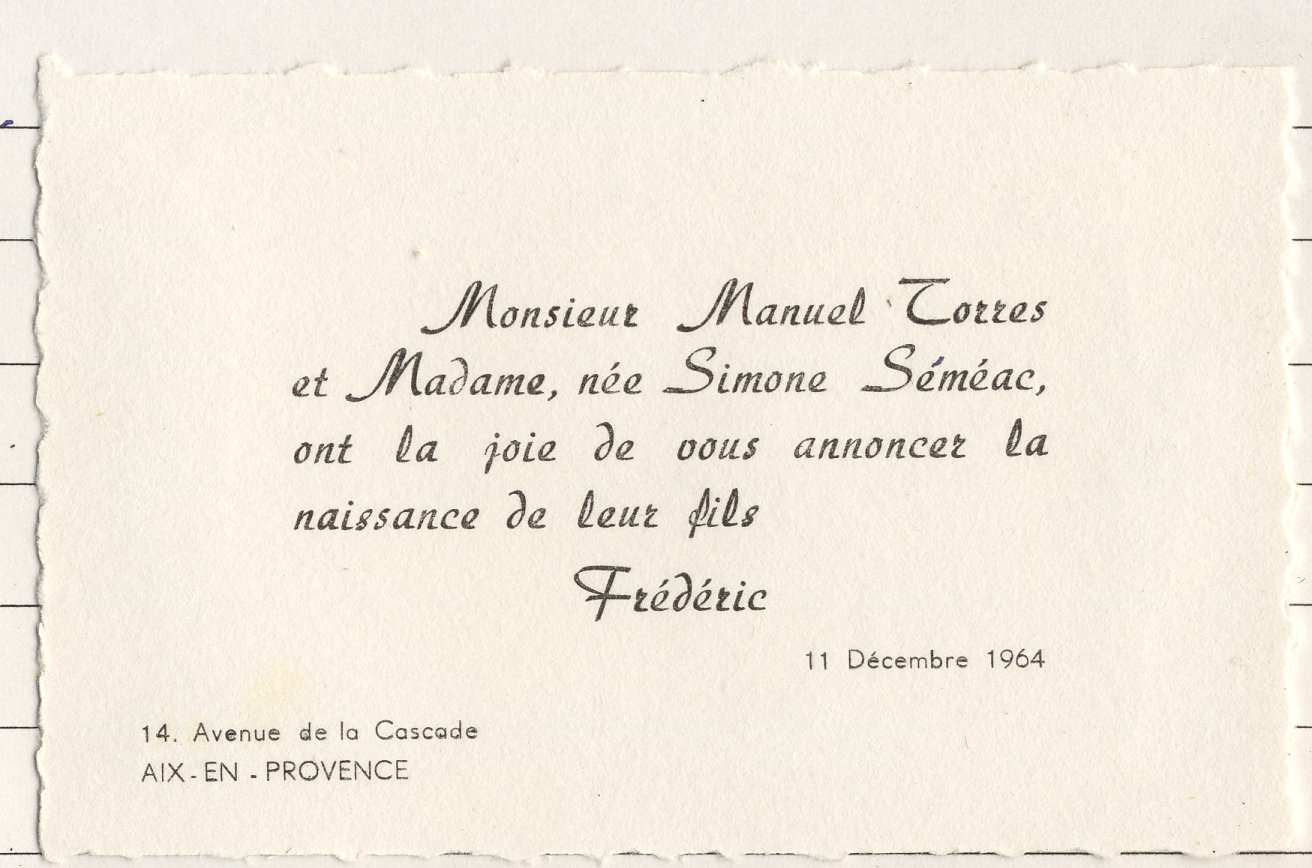 Monsieur Manuel Torres
et Madame, née Simone Séméac,
ont la joie de vous annoncer la
naissance de leur fils
Frédéric
11 Décembre 1964
14. Avenue de la Cascade
AIX-EN-PROVENCE